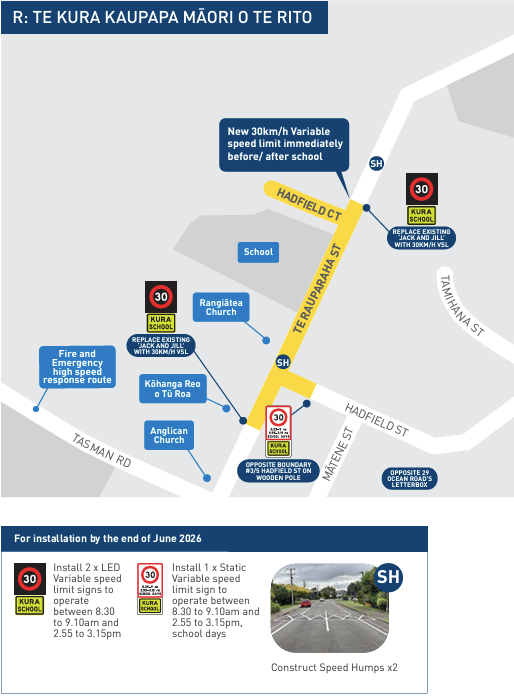 R: TE KURA KAUPAPA MĀORI O TE RITO
New 30km/h Variable
speed limit immediately
before/ after school
SH
HADFIELD CT
30
KURA
SCHOOL
REPLACE EXISTING
'JACK AND JILL'
WITH 30KM/H VSL
School
TE RAUPARAHA ST
TAMIHANA ST
30
KURA
SCHOOL
REPLACE EXISTING
'JACK AND JILL'
WITH 30KM/H VSL
Rangiātea
Church
SH
Fire and
Emergency
high speed
response route
Kōhanga Reo
o Tū Roa
Anglican
Church
30
SCHOOL DAYS
KURA
SCHOOL
OPPOSITE BOUNDARY
#3/5 HADFIELD ST ON
WOODEN POLE
HADFIELD ST
MĀTENE ST
TASMAN RD
OPPOSITE 29
OCEAN ROAD'S
LETTERBOX
For installation by the end of June 2026
30
KURA
SCHOOL
Install 2 x LED
Variable speed
limit signs to
operate
between 8.30
to 9.10am and
2.55 to 3.15pm
30
SCHOOL DAYS
KURA
SCHOOL
Install 1 x Static
Variable speed
limit sign to
operate between
8.30 to 9.10am and
2.55 to 3.15pm,
school days
SH
Construct Speed Humps x2